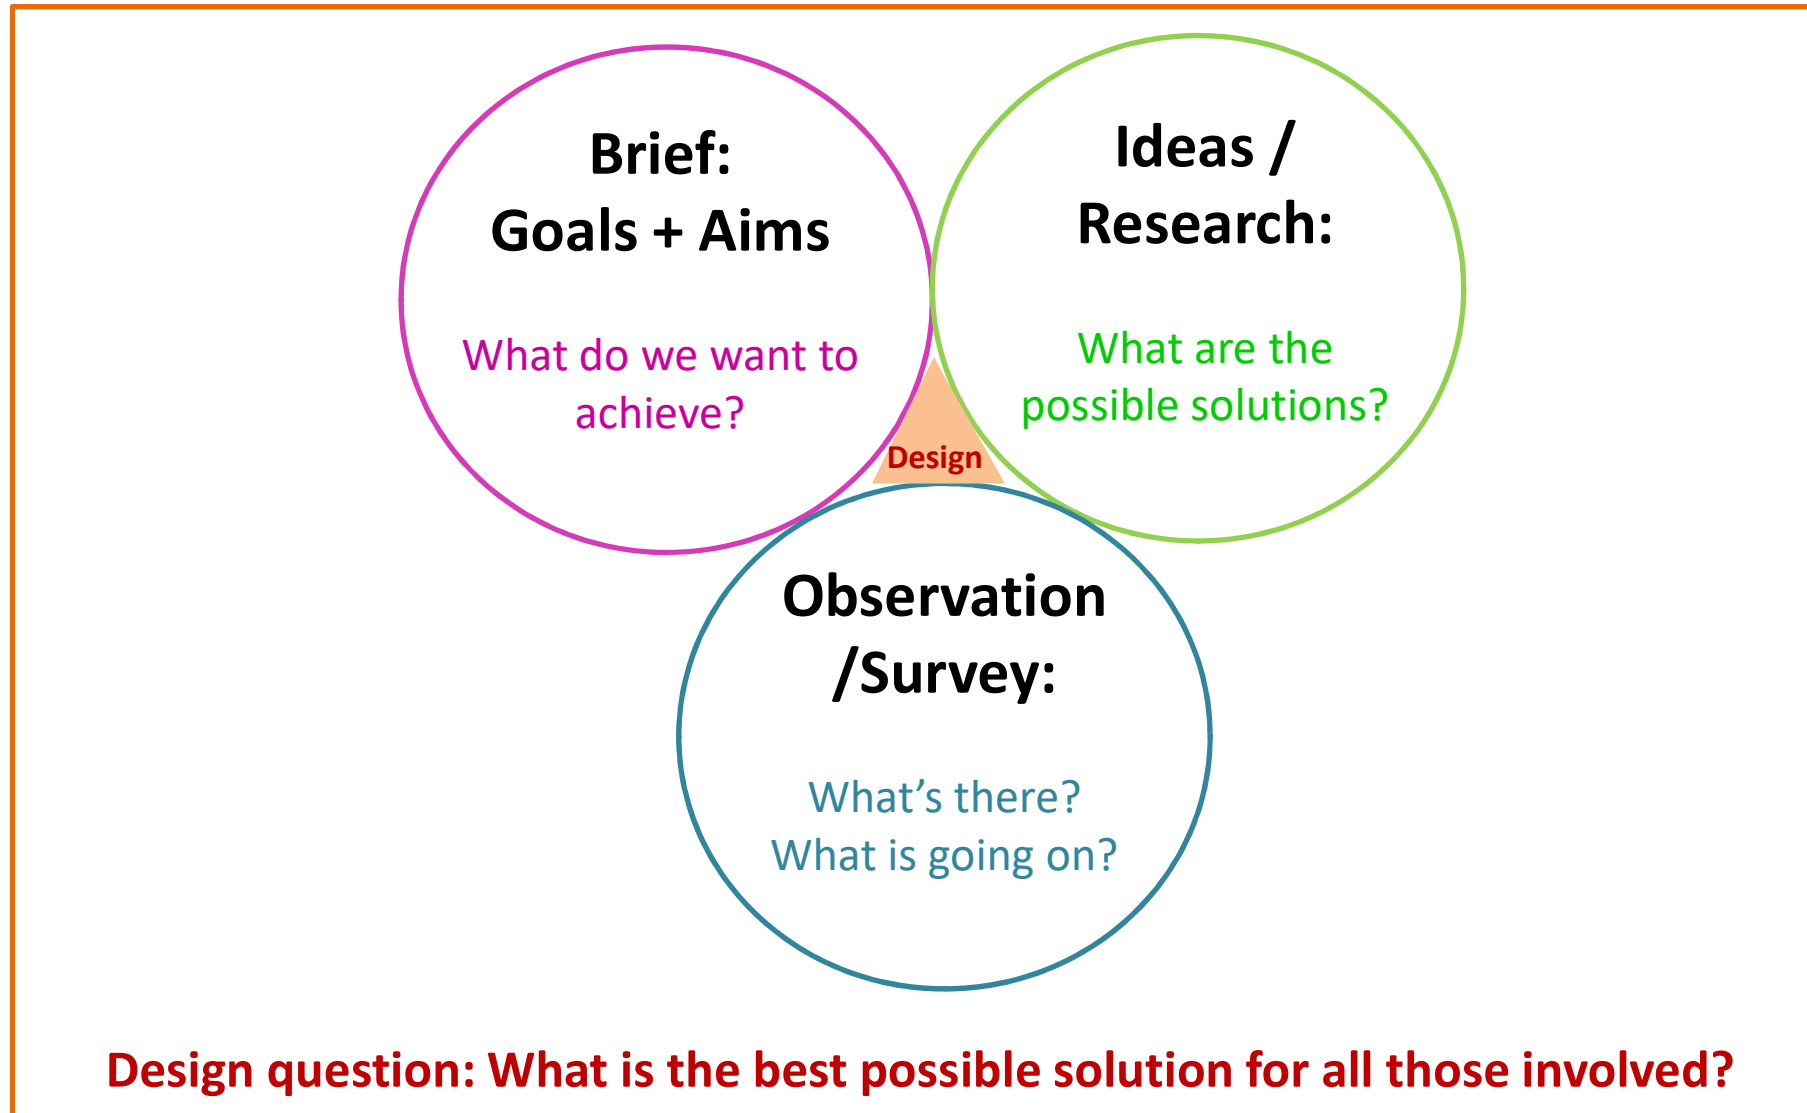 Brief:
Goals + Aims
What do we want to
achieve?
Ideas /
Research:
What are the
possible solutions?
Design
Observation
/Survey:
What’s there?
What is going on?
Design question: What is the best possible solution for all those involved?